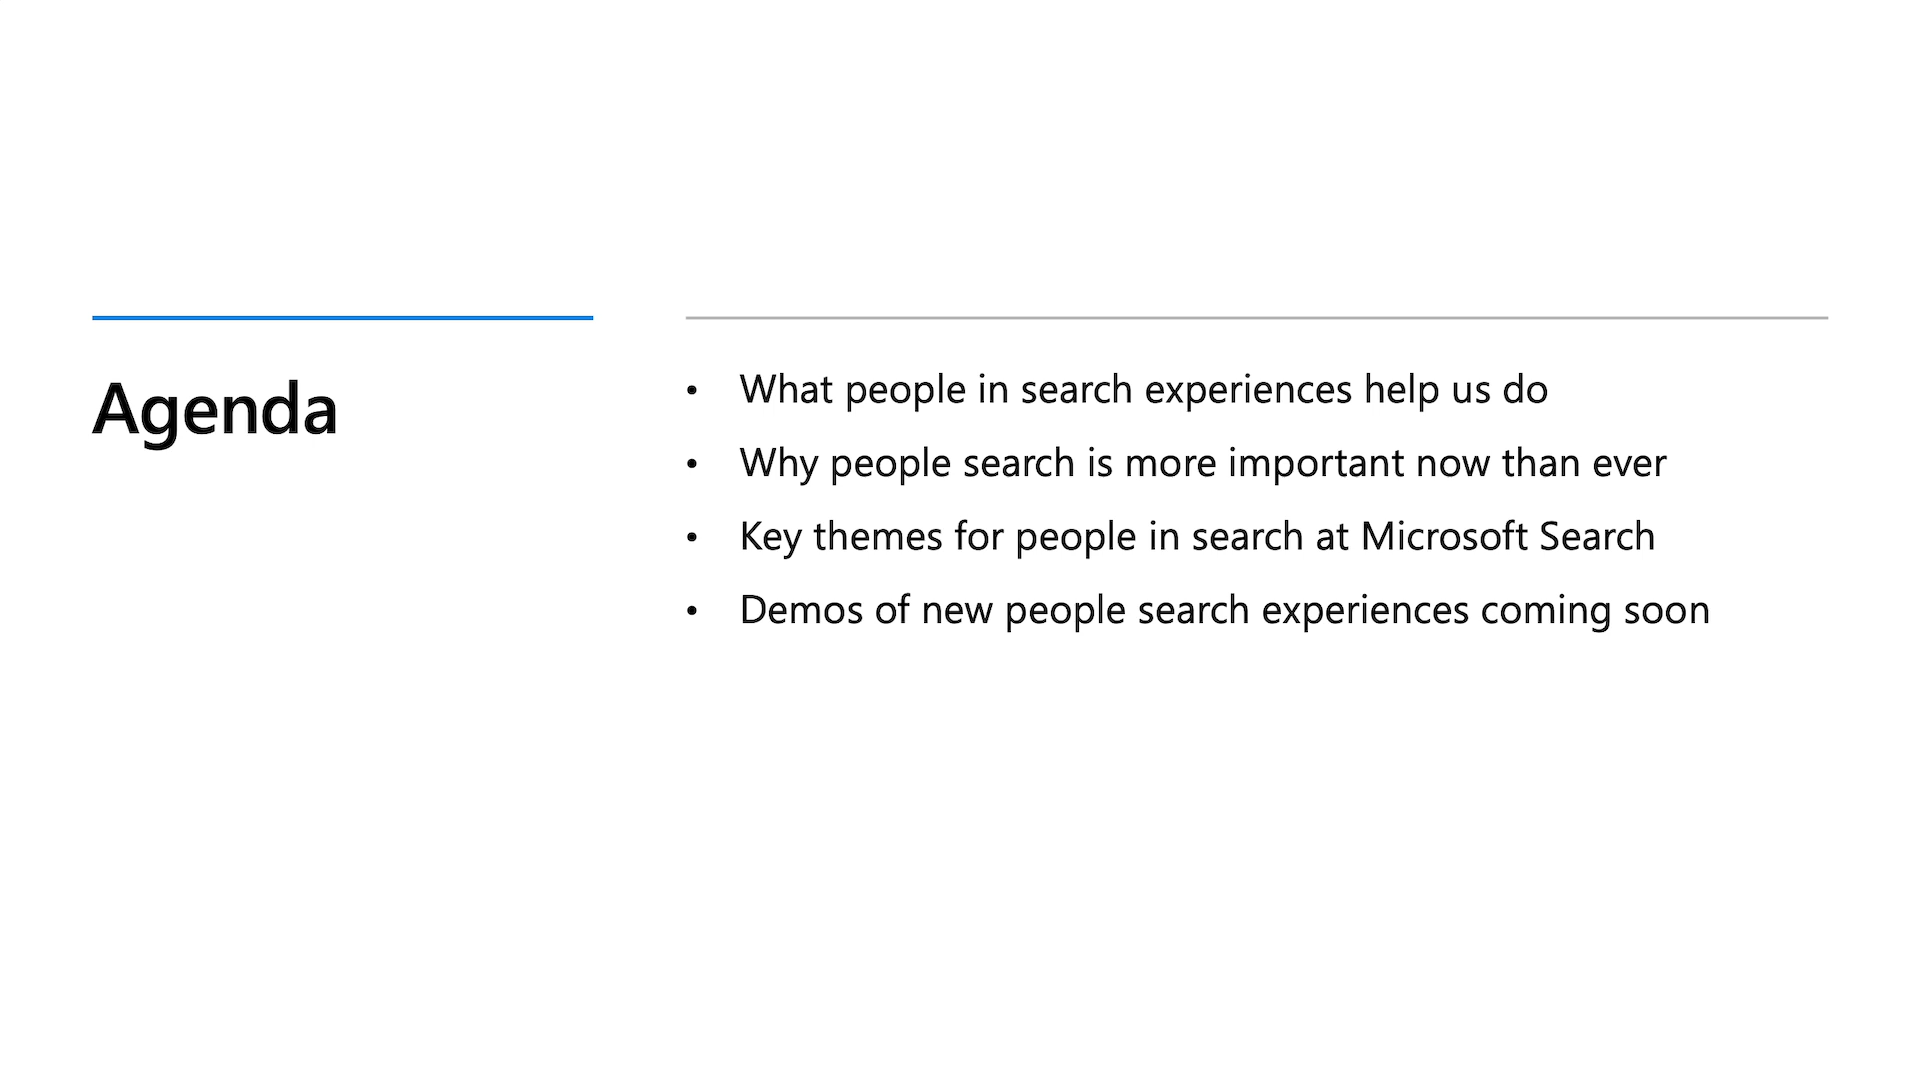 Agenda
• What people in search experiences help us do
• Why people search is more important now than ever
• Key themes for people in search at Microsoft Search
• Demos of new people search experiences coming soon